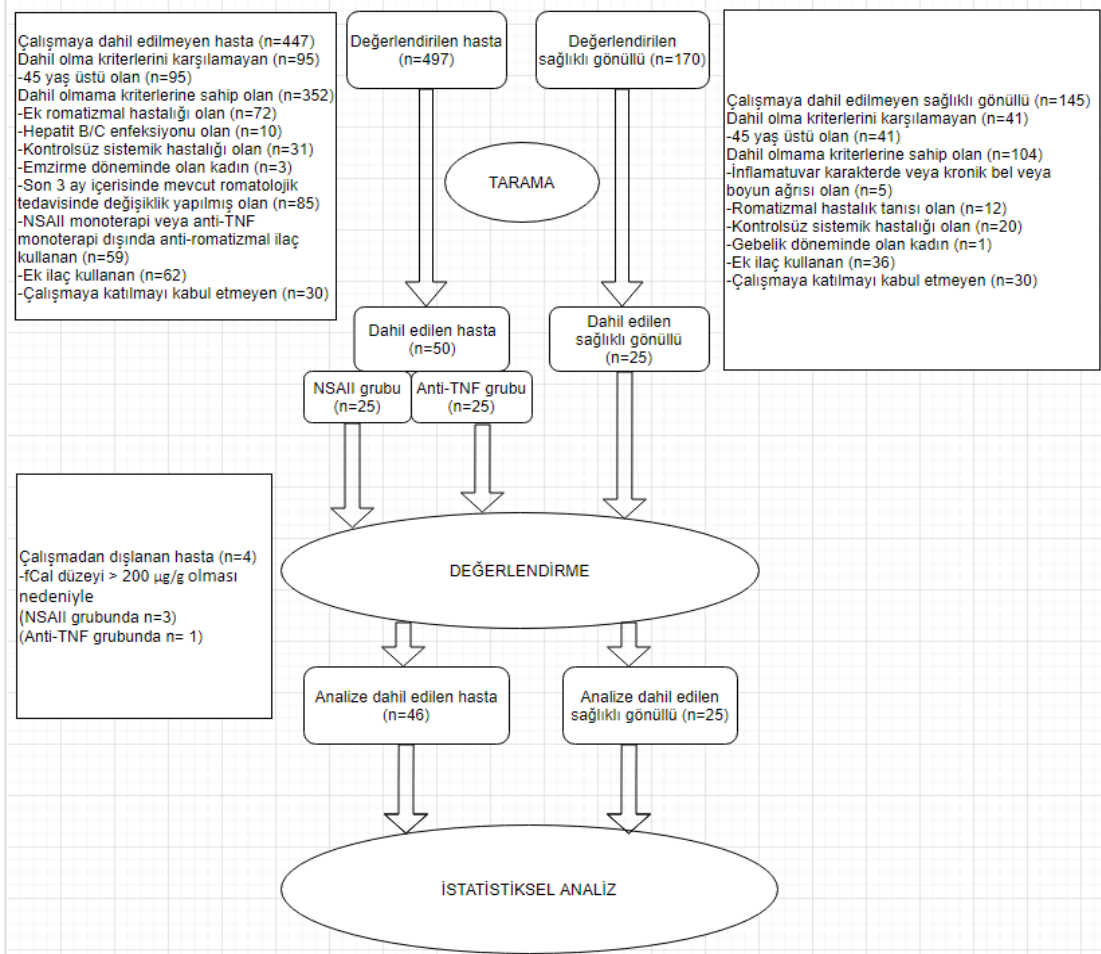 Çalışmaya dahil edilmeyen hasta (n=447)
Dahil olma kriterlerini karşılamayan (n=95)
-45 yaş üstü olan (n=95)
Dahil olmama kriterlerine sahip olan (n=352)
-Ek romatizmal hastalığı olan (n=72)
-Hepatit B/C enfeksiyonu olan (n=10)
-Kontrolsüz sistemik hastalığı olan (n=31)
-Emzirme döneminde olan kadın (n=3)
-Son 3 ay içerisinde mevcut romatolojik
tedavisinde değişiklik yapılmış olan (n=85)
-NSAII monoterapi veya anti-TNF
monoterapi dışında anti-romatizmal ilaç
kullanan (n=59)
-Ek ilaç kullanan (n=62)
-Çalışmaya katılmayı kabul etmeyen (n=30)
Değerlendirilen hasta
(n=497)
Değerlendirilen
sağlıklı gönüllü (n=170)
Çalışmaya dahil edilmeyen sağlıklı gönüllü (n=145)
Dahil olma kriterlerini karşılamayan (n=41)
-45 yaş üstü olan (n=41)
Dahil olmama kriterlerine sahip olan (n=104)
-İnflamatuvar karakterde veya kronik bel veya
boyun ağrısı olan (n=5)
-Romatizmal hastalık tanısı olan (n=12)
-Kontrolsüz sistemik hastalığı olan (n=20)
-Gebelik döneminde olan kadın (n=1)
-Ek ilaç kullanan (n=36)
-Çalışmaya katılmayı kabul etmeyen (n=30)
TARAMA
Dahil edilen hasta
(n=50)
Dahil edilen
sağlıklı gönüllü
(n=25)
NSAII grubu
(n=25)
Anti-TNF grubu
(n=25)
Çalışmadan dışlanan hasta (n=4)
-fCal düzeyi > 200 µg/g olması
nedeniyle
(NSAII grubunda n=3)
(Anti-TNF grubunda n= 1)
DEĞERLENDİRME
Analize dahil edilen hasta
(n=46)
Analize dahil edilen
sağlıklı gönüllü (n=25)
İSTATİSTİKSEL ANALİZ